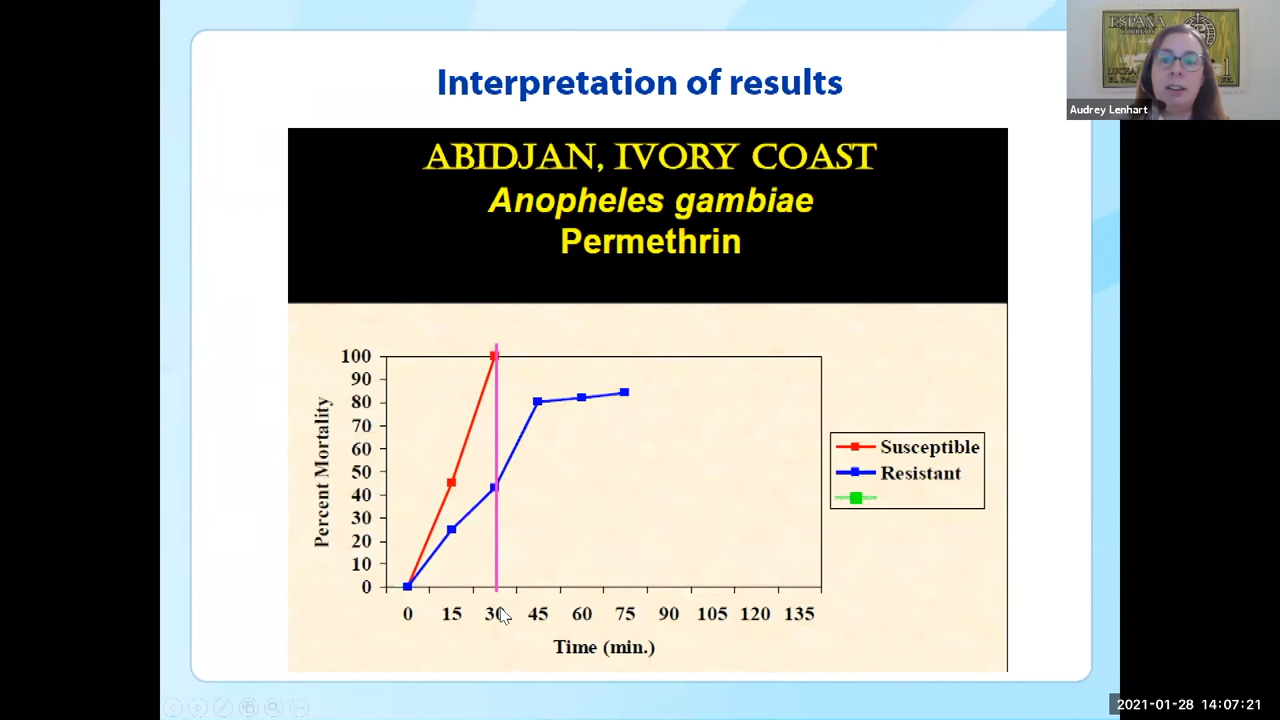 Interpretation of results
ABIDJAN, IVORY COAST
Anopheles gambiae
Permethrin
100
90
80
70
60
50
40
30
20
10
0
Percent Mortality
0 15 30 45 60 75 90 105 120 135
Time (min.)
Susceptible
Resistant
ESPAÑA
CORREOS
Audrey Lenhart
2021-01-28 14:07:21